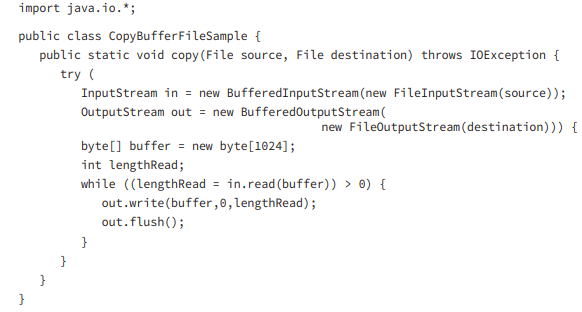 import java.io.*;
public class CopyBufferFileSample {
public static void copy(File source, File destination) throws IOException {
try (
InputStream in = new BufferedInputStream(new FileInputStream(source));
OutputStream out = new BufferedOutputStream(
new FileOutputStream(destination))) {
byte[] buffer = new byte[1024];
int lengthRead;
while ((lengthRead = in.read(buffer)) > 0) {
out.write(buffer,0,lengthRead);
out.flush();
}
}
}
}